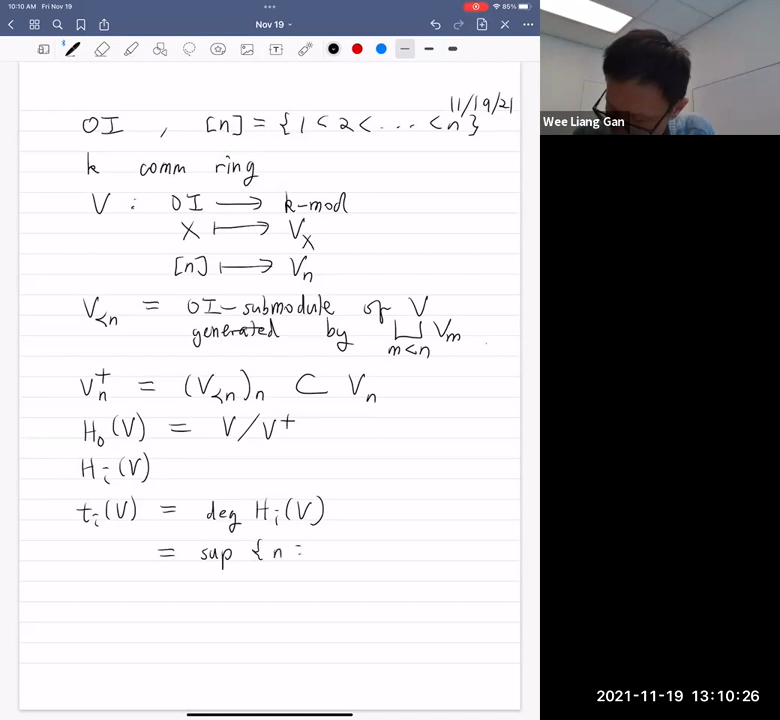 10:10 AM Fri Nov 19
85%
Nov 19
11/19/21
OI , [n] = {1 < 2 < ... < n}
k comm ring
V : OI → k-mod
X ↦ V_X
[n] ↦ V_n
V_{<n} = OI-submodule of V
generated by ⊔_{m<n} V_m
V_n^+ = (V_{<n})_n ⊂ V_n
H_0(V) = V/V^+
H_i(V)
t_i(V) = deg H_i(V)
= sup {n :
Wee Liang Gan
2021-11-19 13:10:26